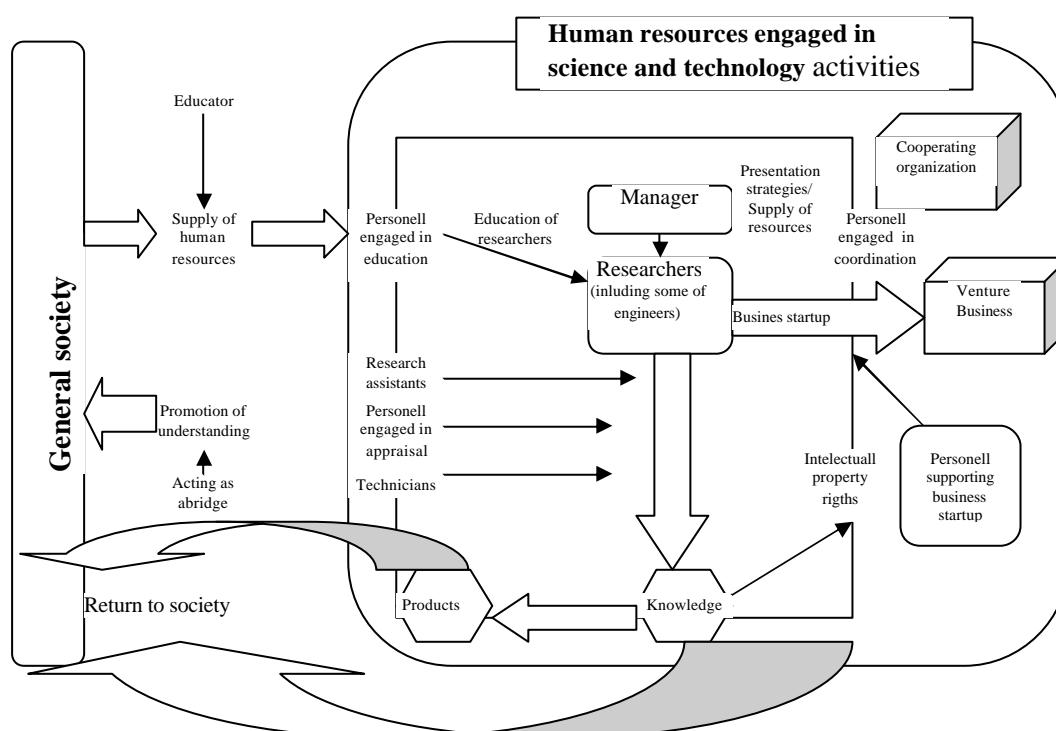 Human resources engaged in
science and technology activities
Educator
Cooperating
organization
Manager
Presentation
strategies/
Supply of
resources
Supply of
human
resources
Personell
engaged in
education
Education of
researchers
Personell
engaged in
coordination
Researchers
(inluding some of
engineers)
Busines startup
Venture
Business
General society
Research
assistants
Promotion of
understanding
Personell
engaged in
appraisal
Acting as
abridge
Technicians
Intelectuall
property
rigths
Personell
supporting
business
startup
Return to society
Products
Knowledge